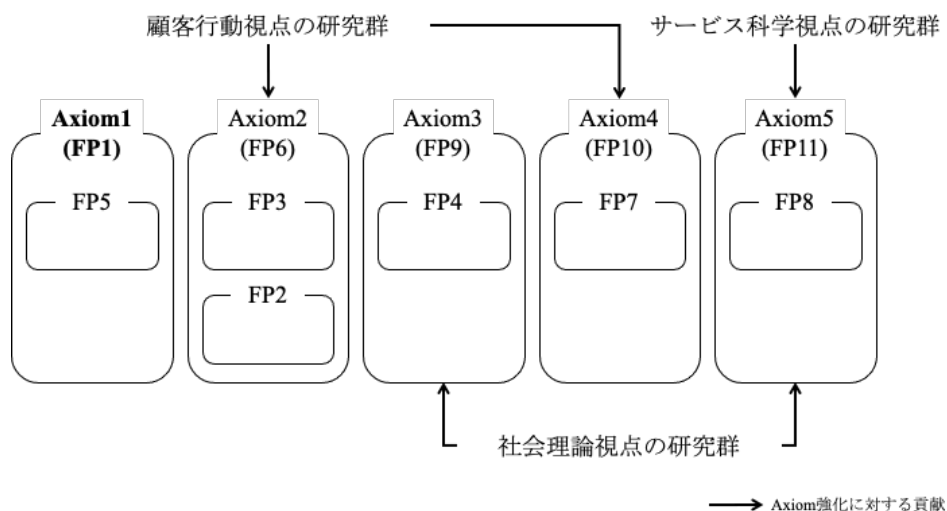 顧客行動視点の研究群
サービス科学視点の研究群
Axiom1
(FP1)
FP5
Axiom2
(FP6)
FP3
FP2
Axiom3
(FP9)
FP4
Axiom4
(FP10)
FP7
Axiom5
(FP11)
FP8
社会理論視点の研究群
Axiom強化に対する貢献